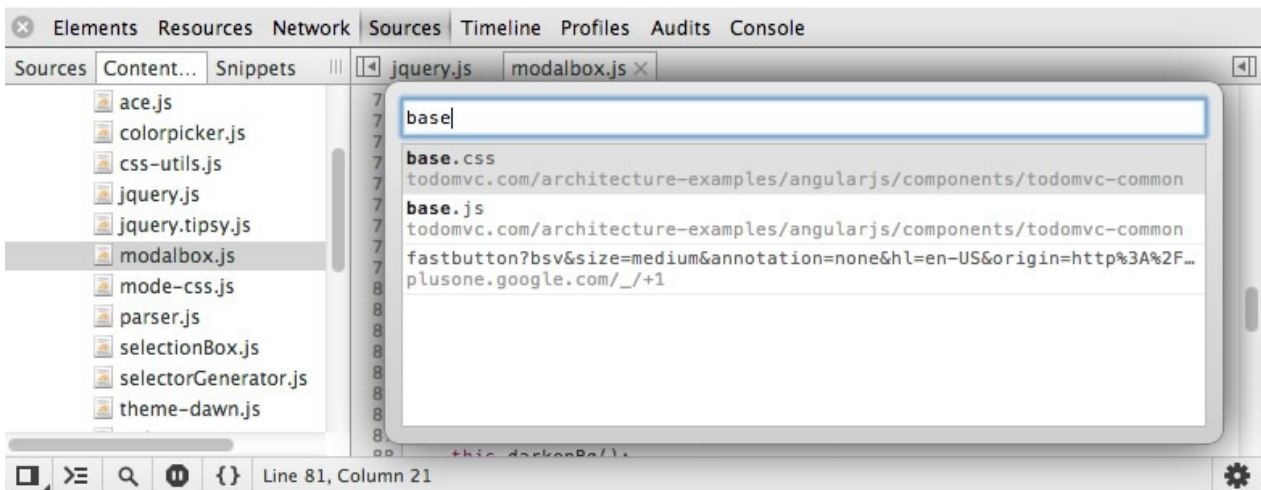 Elements Resources Network Sources Timeline Profiles Audits Console
Sources Content... Snippets jquery.js modalbox.js ×
ace.js
colorpicker.js
css-utils.js
jquery.js
jquery.tipsy.js
modalbox.js
mode-css.js
parser.js
selectionBox.js
selectorGenerator.js
theme-dawn.js
base
base.css
todomvc.com/architecture-examples/angularjs/components/todomvc-common
base.js
todomvc.com/architecture-examples/angularjs/components/todomvc-common
fastbutton?bsv&size=medium&annotation=none&hl=en-US&origin=http%3A%2F…
plusone.google.com/_/+1
{} Line 81, Column 21